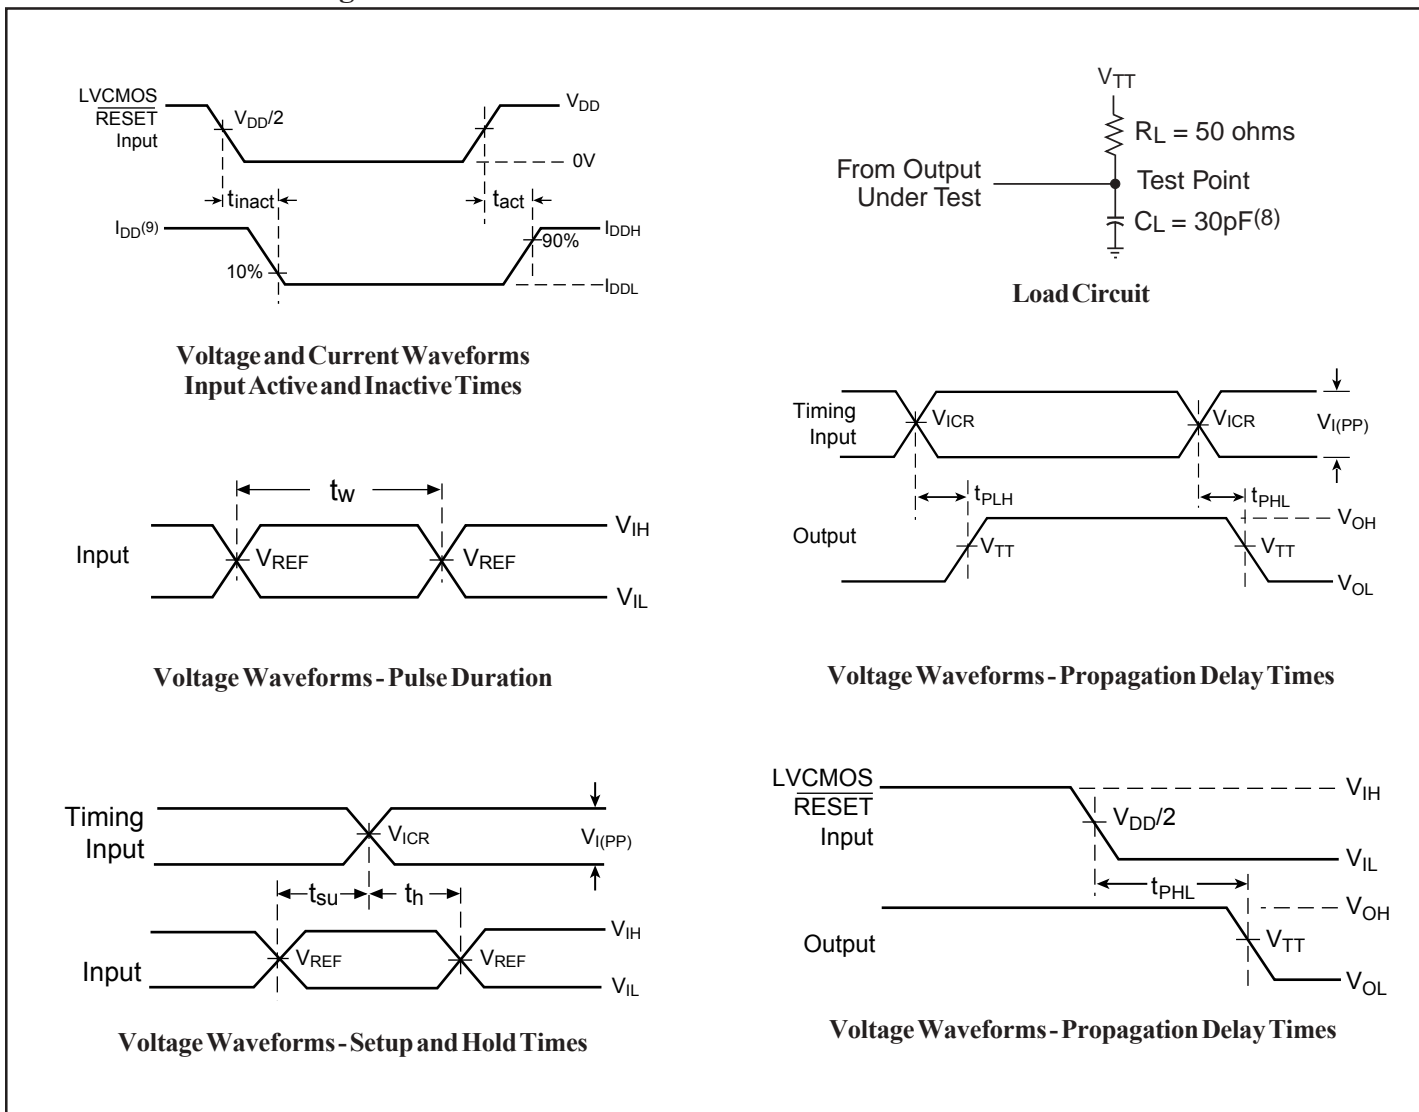 LVCMOS
RESET
Input
VDD/2
VDD
0V
tinact
tact
IDD(9)
IDDH
90%
10%
IDDL
Voltage and Current Waveforms
Input Active and Inactive Times
VTT
RL = 50 ohms
From Output
Under Test
Test Point
CL = 30pF(8)
Load Circuit
tw
Input
VREF
VREF
VIH
VIL
Voltage Waveforms - Pulse Duration
Timing
Input
VICR
VICR
VI(PP)
tPLH
tPHL
Output
VTT
VTT
VOH
VOL
Voltage Waveforms - Propagation Delay Times
Timing
Input
VICR
VI(PP)
tsu
th
Input
VREF
VREF
VIH
VIL
Voltage Waveforms - Setup and Hold Times
LVCMOS
RESET
Input
VDD/2
VIH
VIL
tPHL
Output
VTT
VOH
VOL
Voltage Waveforms - Propagation Delay Times